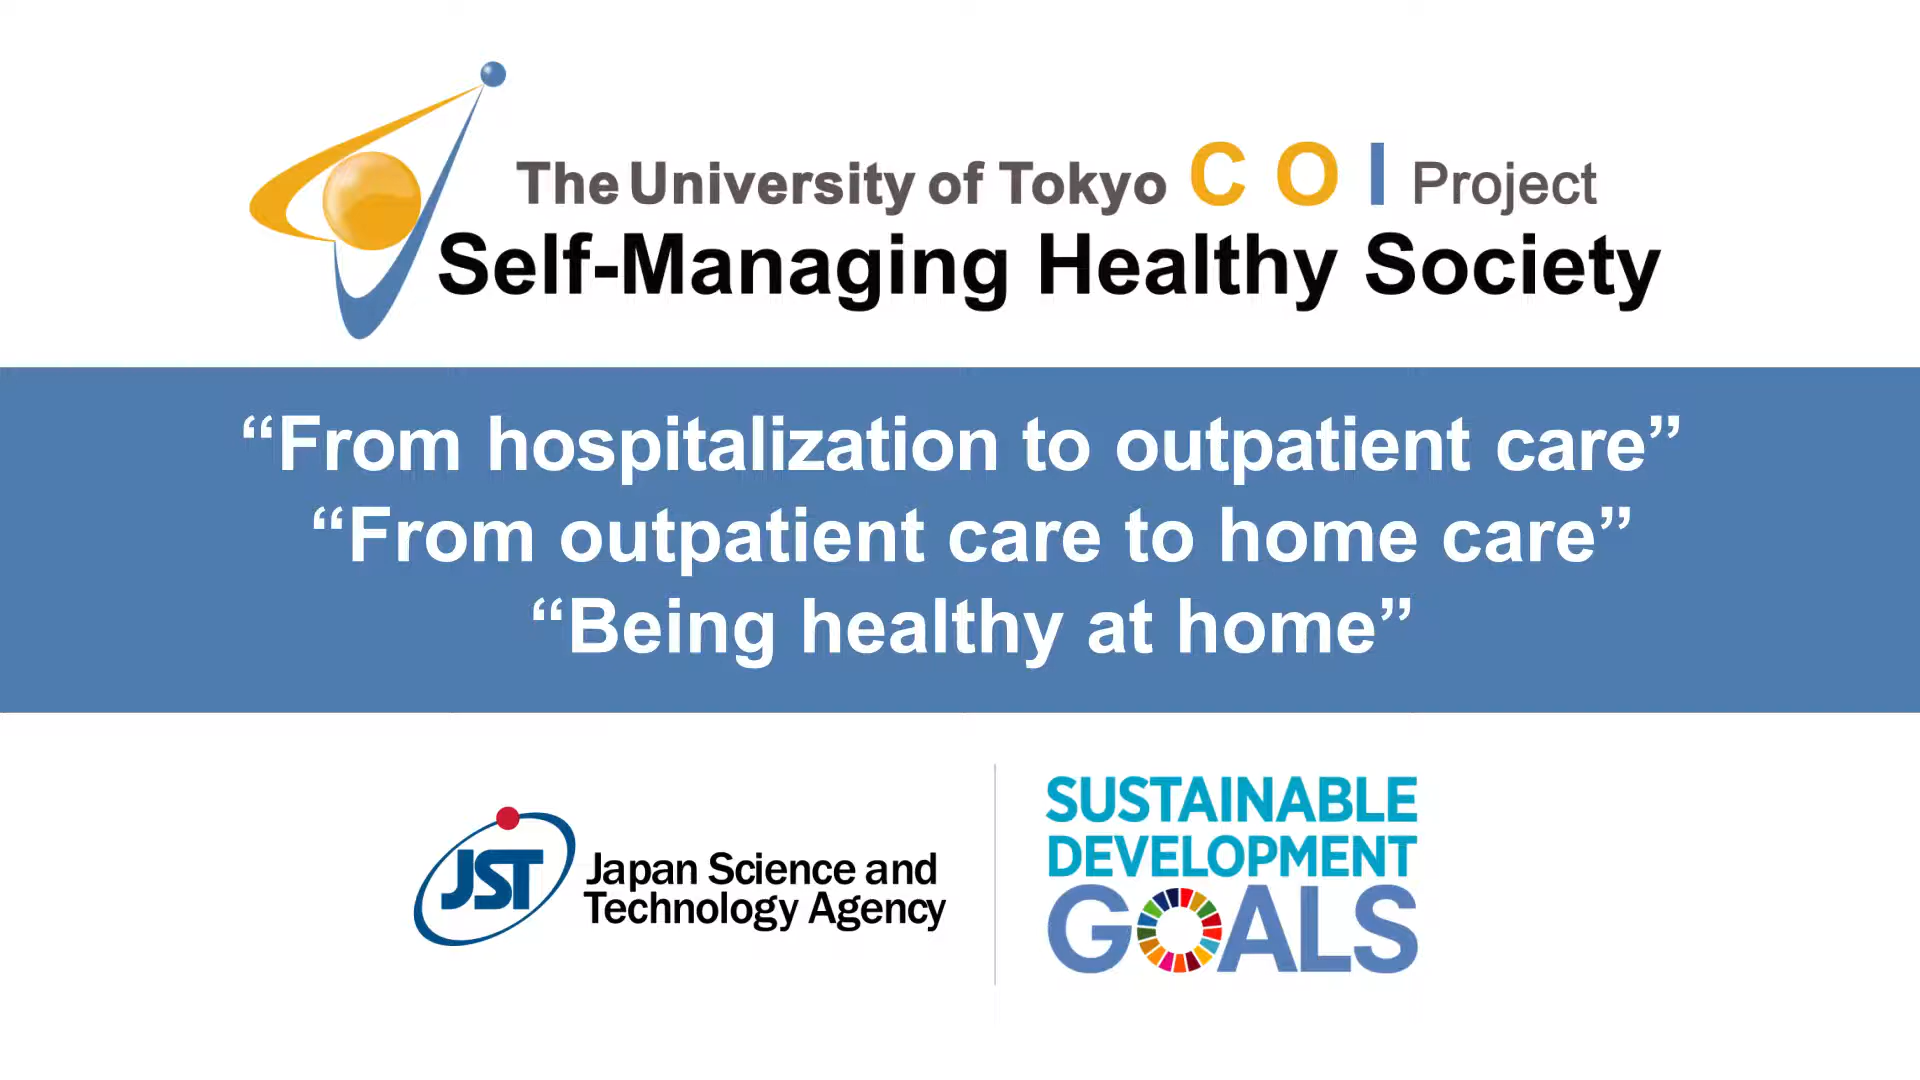 The University of Tokyo C O I Project
Self-Managing Healthy Society
“From hospitalization to outpatient care”
“From outpatient care to home care”
“Being healthy at home”
JST
Japan Science and
Technology Agency
SUSTAINABLE
DEVELOPMENT
GOALS